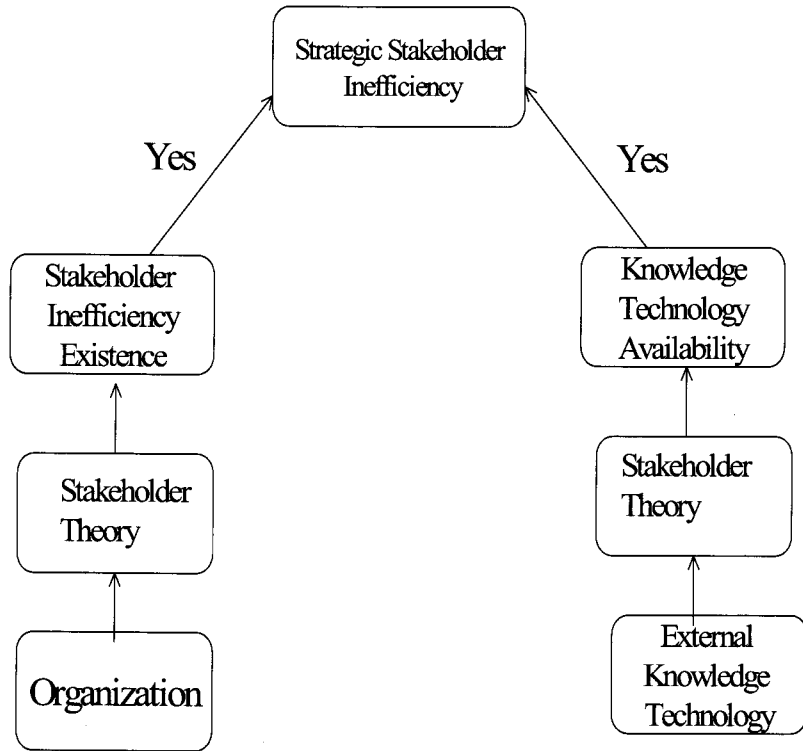 Strategic Stakeholder
Inefficiency
Yes
Yes
Stakeholder
Inefficiency
Existence
Knowledge
Technology
Availability
Stakeholder
Theory
Stakeholder
Theory
Organization
External
Knowledge
Technology